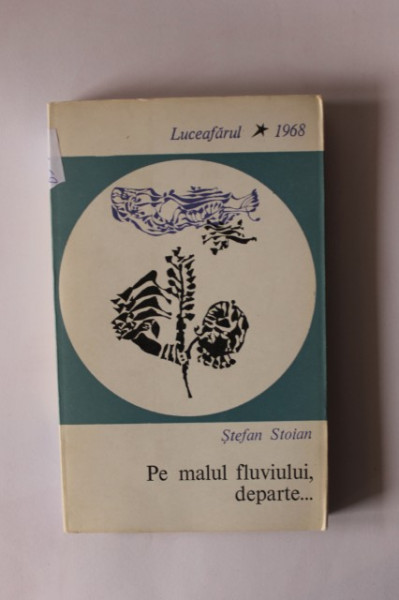 Luceafărul ★ 1968
Ștefan Stoian
Pe malul fluviului,
departe...